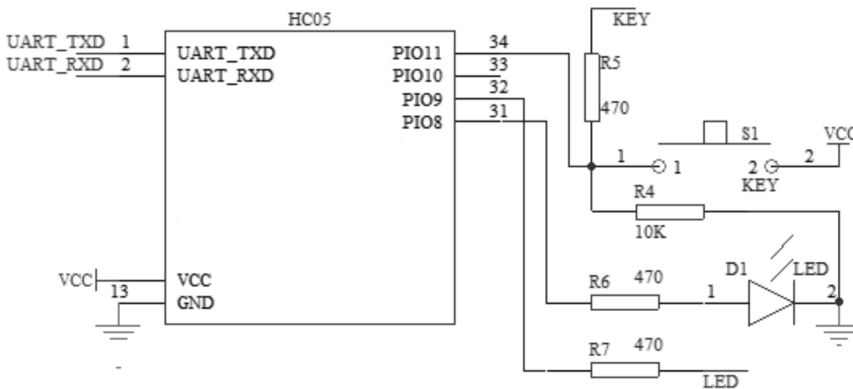 HC05
KEY
UART_TXD 1 UART_TXD PIO11 34
UART_RXD 2 UART_RXD PIO10 33
R5
PIO9 32
470
PIO8 31
S1 VCC
1 1 2 2
KEY
R4
10K
VCC VCC
13 GND
R6 470 1 D1 LED 2
R7 470
LED